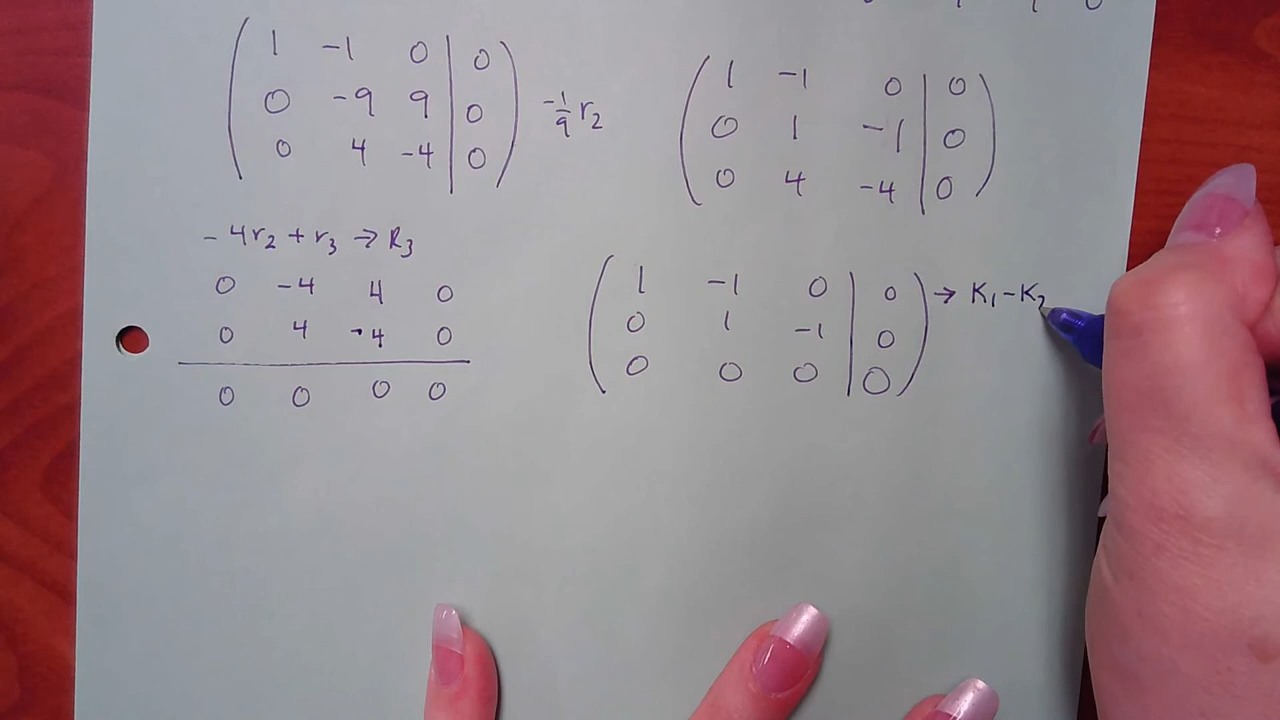 1 -1 0 | 0
0 -9 9 | 0
0 4 -4 | 0
-1/9 r₂
1 -1 0 | 0
0 1 -1 | 0
0 4 -4 | 0
-4r₂ + r₃ → R₃
0 -4 4 0
0 4 -4 0
0 0 0 0
1 -1 0 | 0 → K₁ - K₂
0 1 -1 | 0
0 0 0 | 0